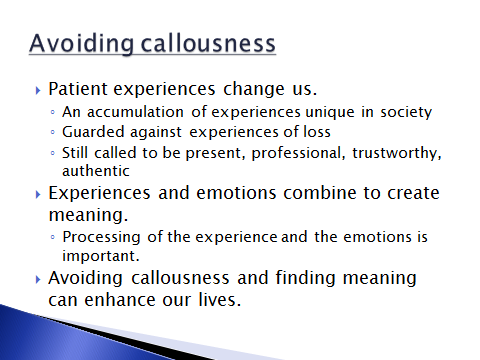 Avoiding callousness
Patient experiences change us.
An accumulation of experiences unique in society
Guarded against experiences of loss
Still called to be present, professional, trustworthy,
authentic
Experiences and emotions combine to create
meaning.
Processing of the experience and the emotions is
important.
Avoiding callousness and finding meaning
can enhance our lives.